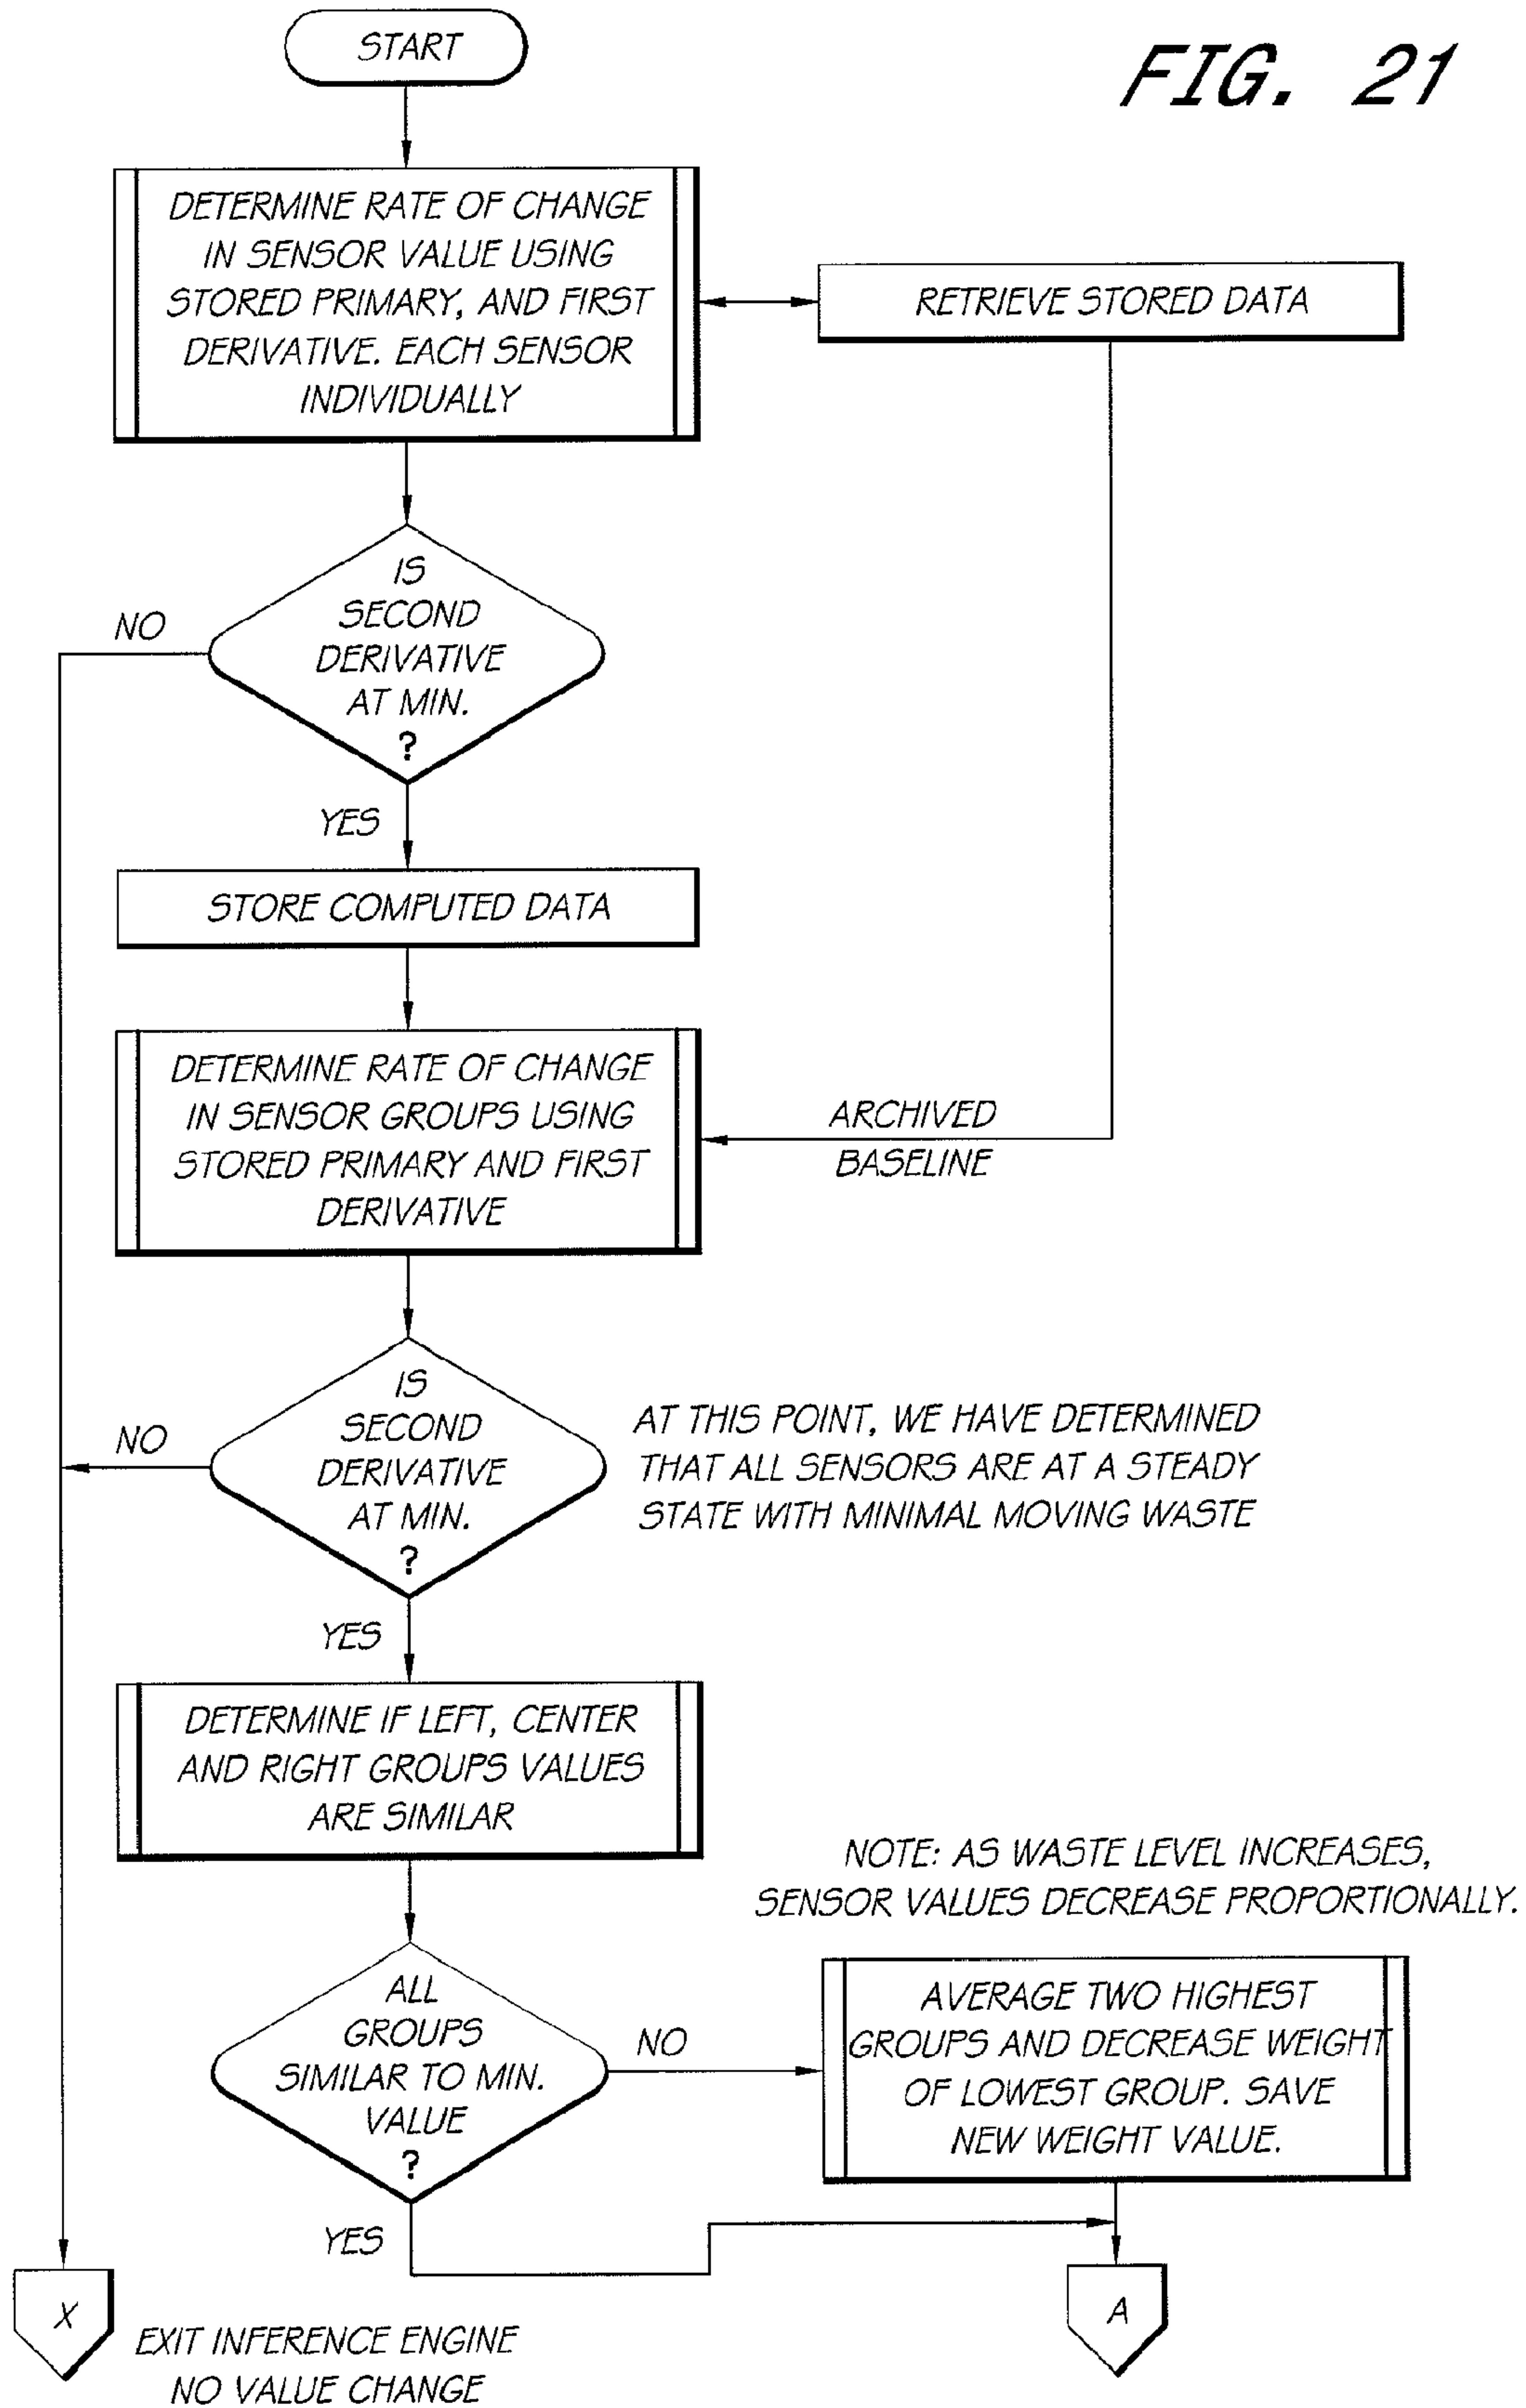 START
FIG. 21
DETERMINE RATE OF CHANGE
IN SENSOR VALUE USING
STORED PRIMARY, AND FIRST
DERIVATIVE. EACH SENSOR
INDIVIDUALLY
RETRIEVE STORED DATA
IS
SECOND
DERIVATIVE
AT MIN.
?
NO
YES
STORE COMPUTED DATA
DETERMINE RATE OF CHANGE
IN SENSOR GROUPS USING
STORED PRIMARY AND FIRST
DERIVATIVE
ARCHIVED
BASELINE
IS
SECOND
DERIVATIVE
AT MIN.
?
NO
AT THIS POINT, WE HAVE DETERMINED
THAT ALL SENSORS ARE AT A STEADY
STATE WITH MINIMAL MOVING WASTE
YES
DETERMINE IF LEFT, CENTER
AND RIGHT GROUPS VALUES
ARE SIMILAR
NOTE: AS WASTE LEVEL INCREASES,
SENSOR VALUES DECREASE PROPORTIONALLY.
ALL
GROUPS
SIMILAR TO MIN.
VALUE
?
NO
AVERAGE TWO HIGHEST
GROUPS AND DECREASE WEIGHT
OF LOWEST GROUP. SAVE
NEW WEIGHT VALUE.
YES
X
EXIT INFERENCE ENGINE
NO VALUE CHANGE
A